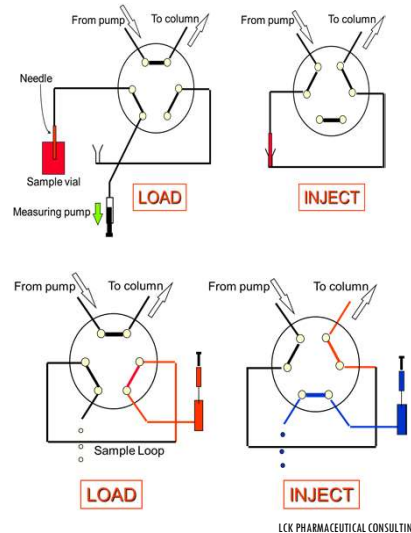 From pump To column
From pump To column
Needle
Sample vial
LOAD
INJECT
Measuring pump
From pump To column
From pump To column
Sample Loop
LOAD
INJECT
LCK PHARMACEUTICAL CONSULTIN